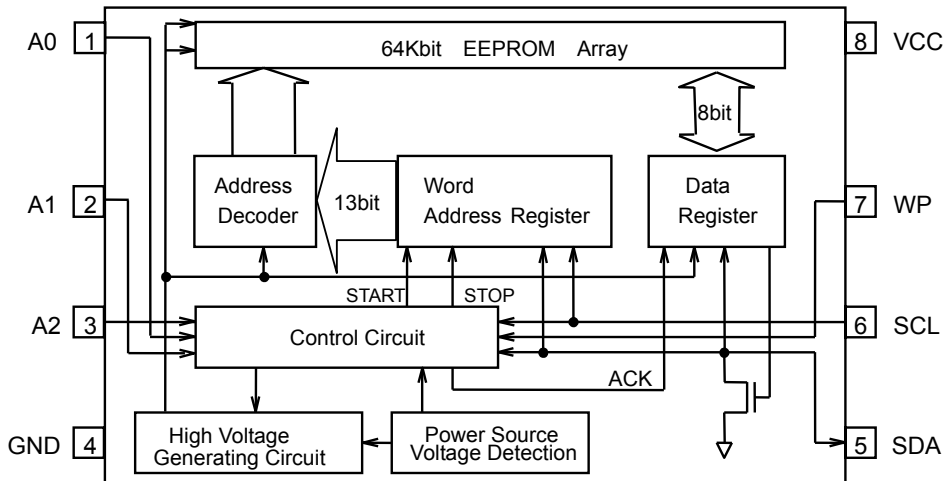 64Kbit EEPROM Array
A0 1
8 VCC
8bit
Address
Decoder
13bit
Word
Address Register
Data
Register
A1 2
7 WP
START
STOP
A2 3
Control Circuit
6 SCL
ACK
GND 4
High Voltage
Generating Circuit
Power Source
Voltage Detection
5 SDA